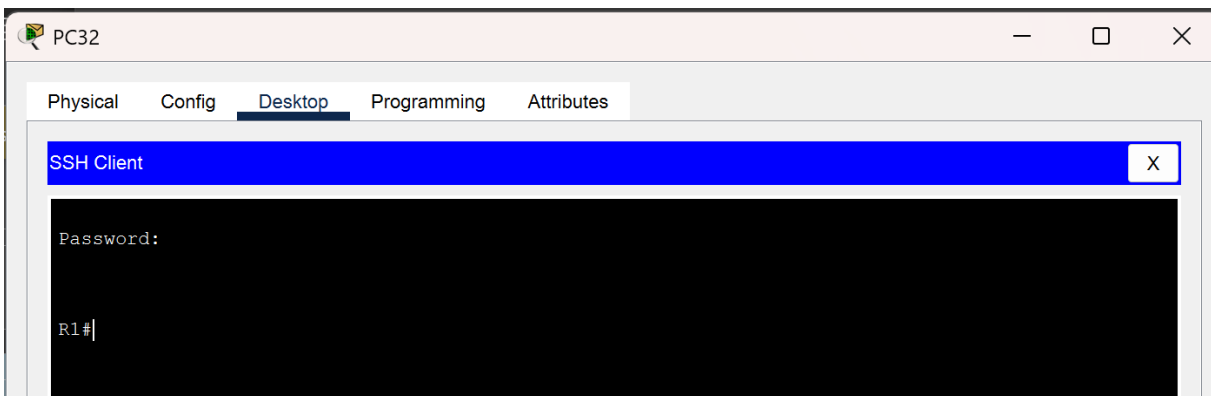 PC32
Physical Config Desktop Programming Attributes
SSH Client X
Password:
R1#